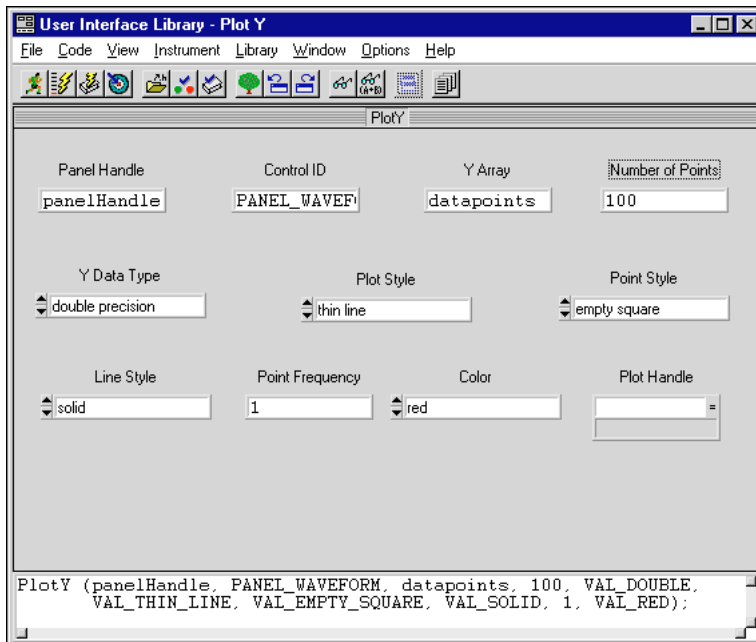 User Interface Library - Plot Y
File Code View Instrument Library Window Options Help
PlotY
Panel Handle Control ID Y Array Number of Points
panelHandle PANEL_WAVEF datapoints 100
Y Data Type Plot Style Point Style
double precision thin line empty square
Line Style Point Frequency Color Plot Handle
solid 1 red =
PlotY (panelHandle, PANEL_WAVEFORM, datapoints, 100, VAL_DOUBLE,
VAL_THIN_LINE, VAL_EMPTY_SQUARE, VAL_SOLID, 1, VAL_RED);